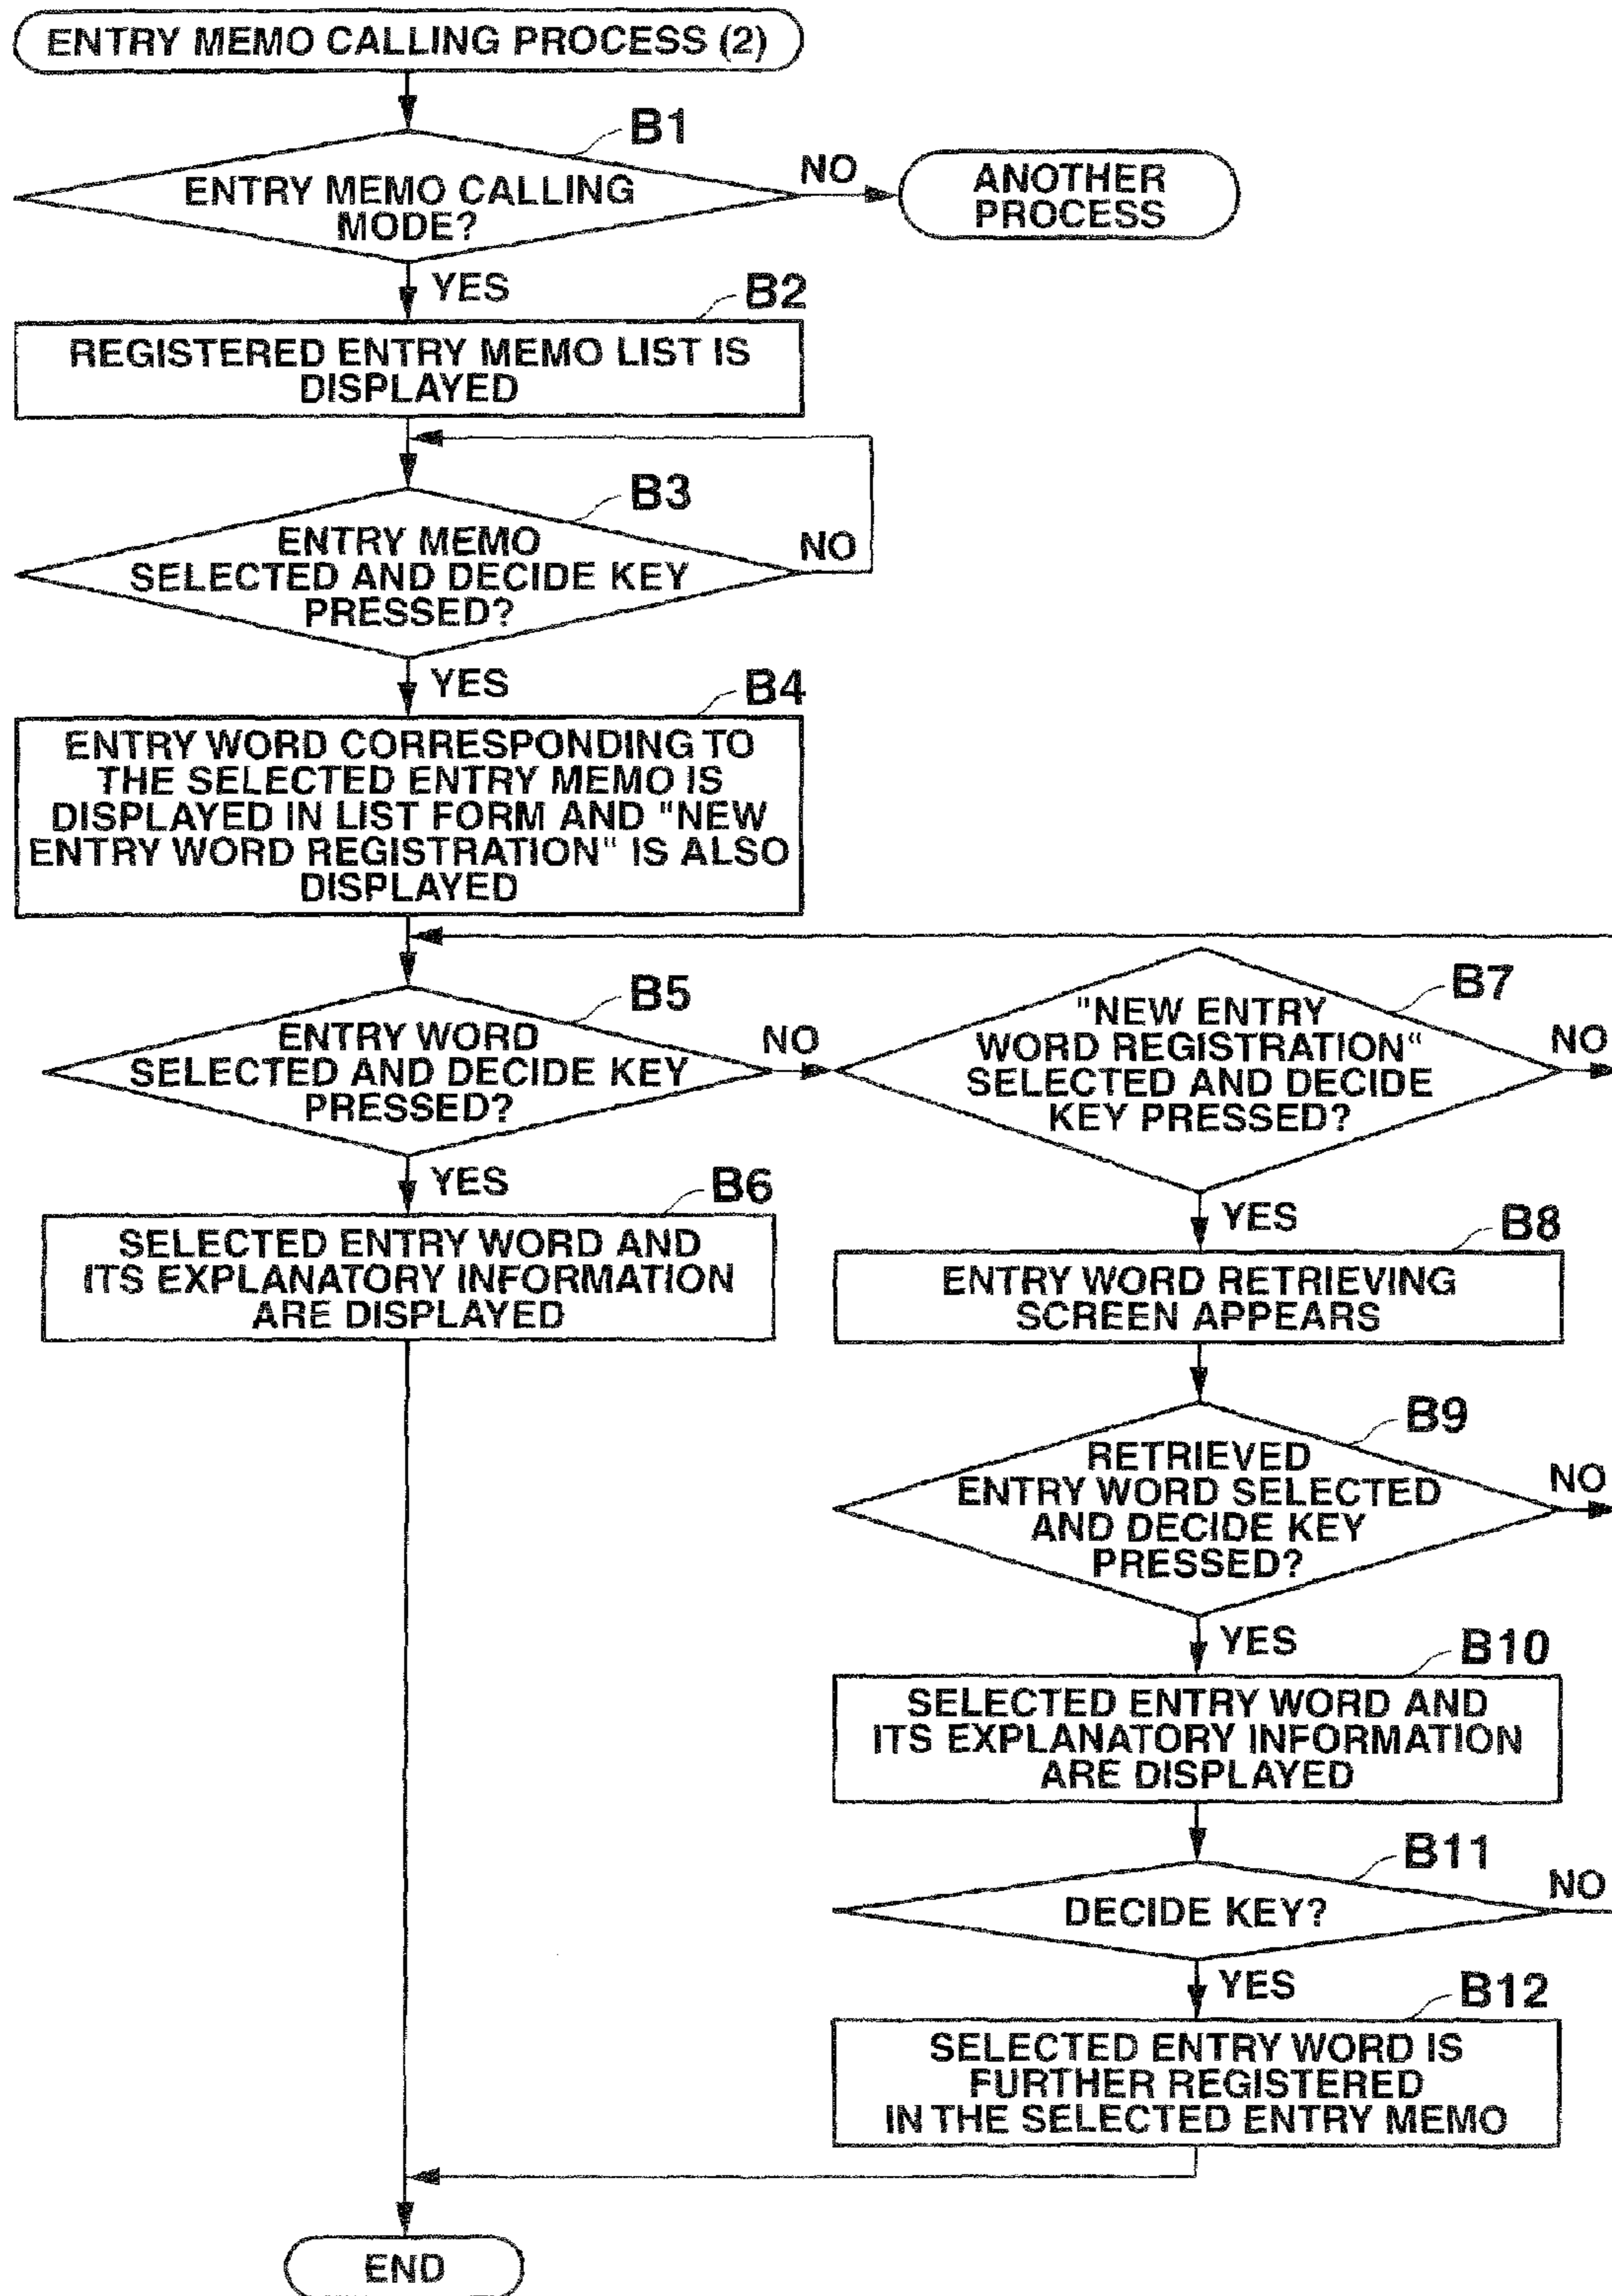 ENTRY MEMO CALLING PROCESS (2)
B1
ENTRY MEMO CALLING
MODE?
NO
ANOTHER
PROCESS
YES
B2
REGISTERED ENTRY MEMO LIST IS
DISPLAYED
B3
ENTRY MEMO
SELECTED AND DECIDE KEY
PRESSED?
NO
YES
B4
ENTRY WORD CORRESPONDING TO
THE SELECTED ENTRY MEMO IS
DISPLAYED IN LIST FORM AND "NEW
ENTRY WORD REGISTRATION" IS ALSO
DISPLAYED
B5
ENTRY WORD
SELECTED AND DECIDE KEY
PRESSED?
NO
B7
"NEW ENTRY
WORD REGISTRATION"
SELECTED AND DECIDE
KEY PRESSED?
NO
YES
B6
SELECTED ENTRY WORD AND
ITS EXPLANATORY INFORMATION
ARE DISPLAYED
YES
B8
ENTRY WORD RETRIEVING
SCREEN APPEARS
B9
RETRIEVED
ENTRY WORD SELECTED
AND DECIDE KEY
PRESSED?
NO
YES
B10
SELECTED ENTRY WORD AND
ITS EXPLANATORY INFORMATION
ARE DISPLAYED
B11
DECIDE KEY?
NO
YES
B12
SELECTED ENTRY WORD IS
FURTHER REGISTERED
IN THE SELECTED ENTRY MEMO
END